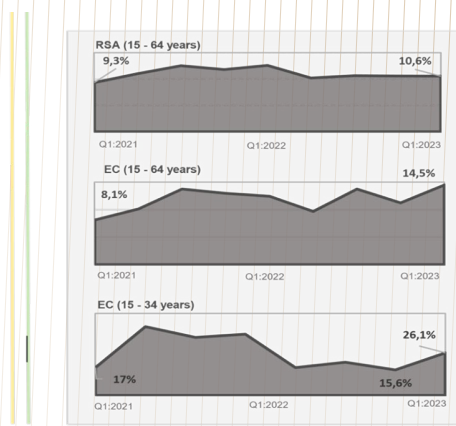 RSA (15 - 64 years)
9,3%
10,6%
Q1:2021
Q1:2022
Q1:2023
EC (15 - 64 years)
14,5%
8,1%
Q1:2021
Q1:2022
Q1:2023
EC (15 - 34 years)
26,1%
17%
15,6%
Q1:2021
Q1:2022
Q1:2023